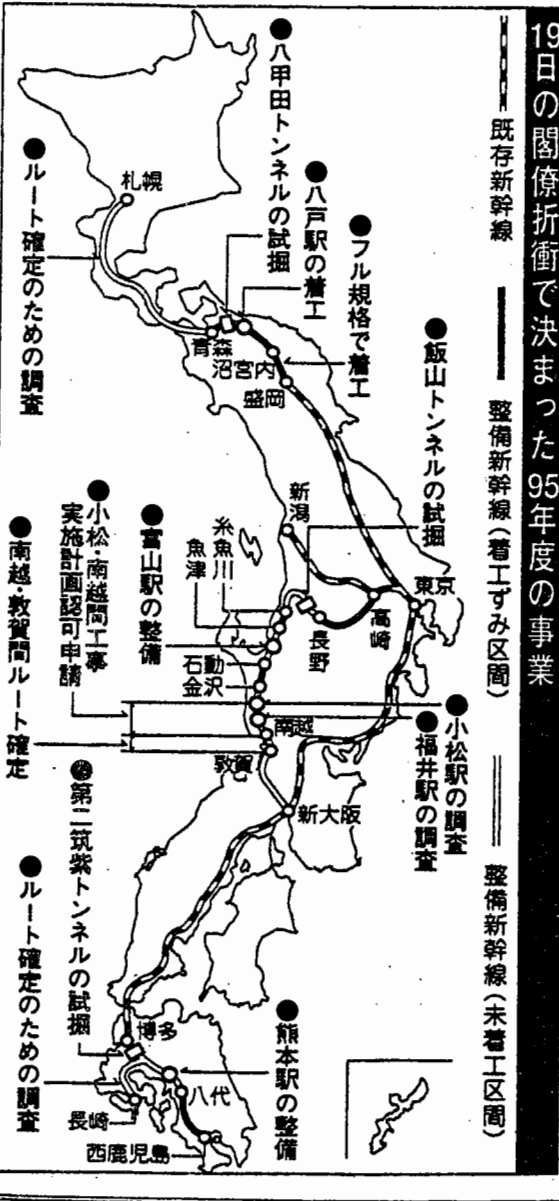 19日の閣僚折衝で決まった95年度の事業
既存新幹線
整備新幹線(着工ずみ区間)
整備新幹線(未着工区間)
●八甲田トンネルの試掘
●八戸駅の着工
●フル規格で着工
●飯山トンネルの試掘
●ルート確定のための調査
札幌
青森
沼宮内
盛岡
新潟
東京
高崎
長野
糸魚川
魚津
●富山駅の整備
石動
金沢
●小松・南越間工事
実施計画認可申請
●南越・敦賀間ルート確定
南越
敦賀
●小松駅の調査
●福井駅の調査
新大阪
第二筑紫トンネルの試掘
●ルート確定のための調査
博多
●熊本駅の整備
八代
長崎
西鹿児島